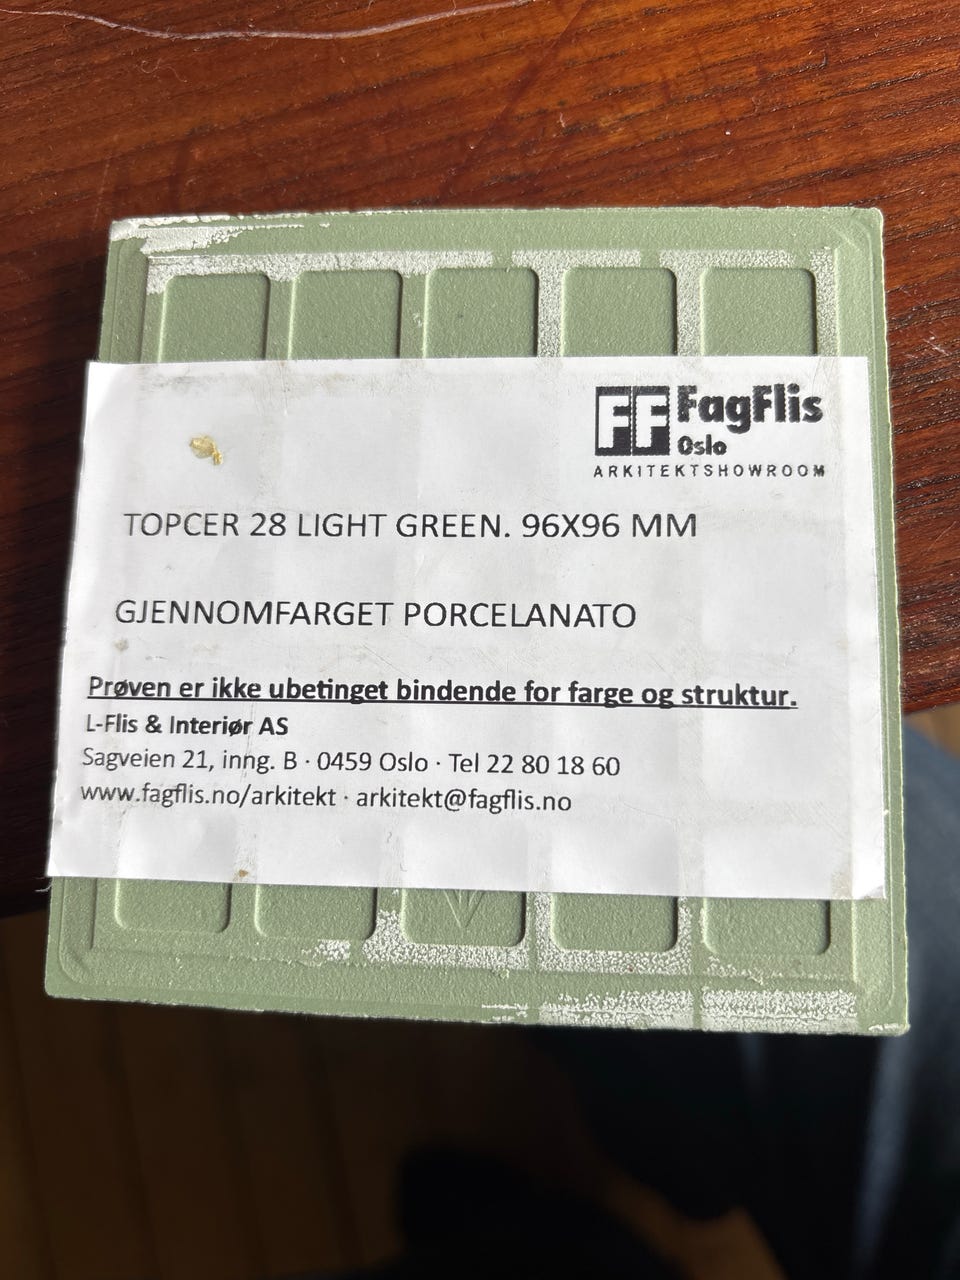 FF FagFlis
Oslo
ARKITEKTSHOWROOM
TOPCER 28 LIGHT GREEN. 96X96 MM
GJENNOMFARGET PORCELANATO
Prøven er ikke ubetinget bindende for farge og struktur.
L-Flis & Interiør AS
Sagveien 21, inng. B · 0459 Oslo · Tel 22 80 18 60
www.fagflis.no/arkitekt · arkitekt@fagflis.no